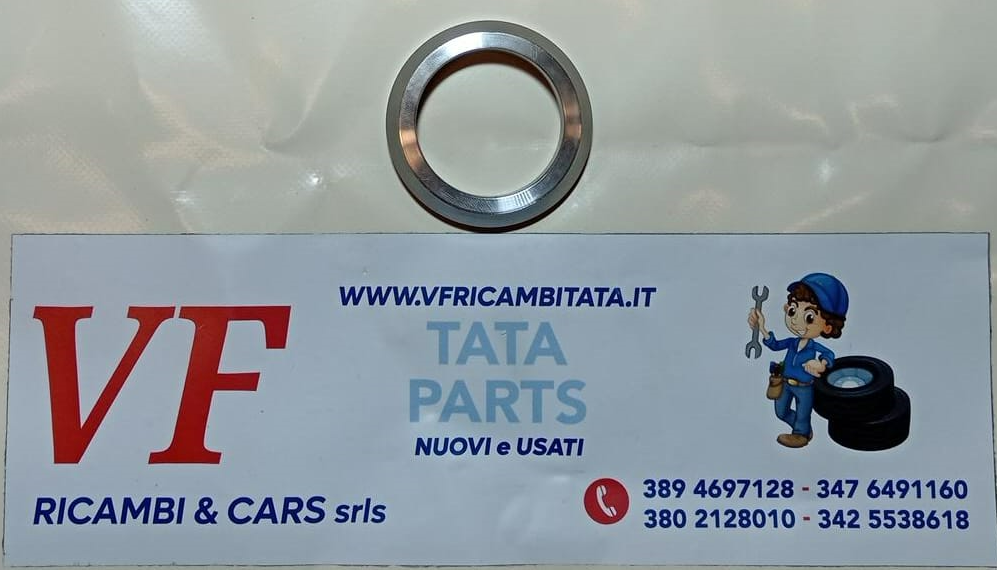 VF
WWW.VFRICAMBITATA.IT
TATA
PARTS
NUOVI e USATI
RICAMBI & CARS srls
389 4697128 - 347 6491160
380 2128010 - 342 5538618